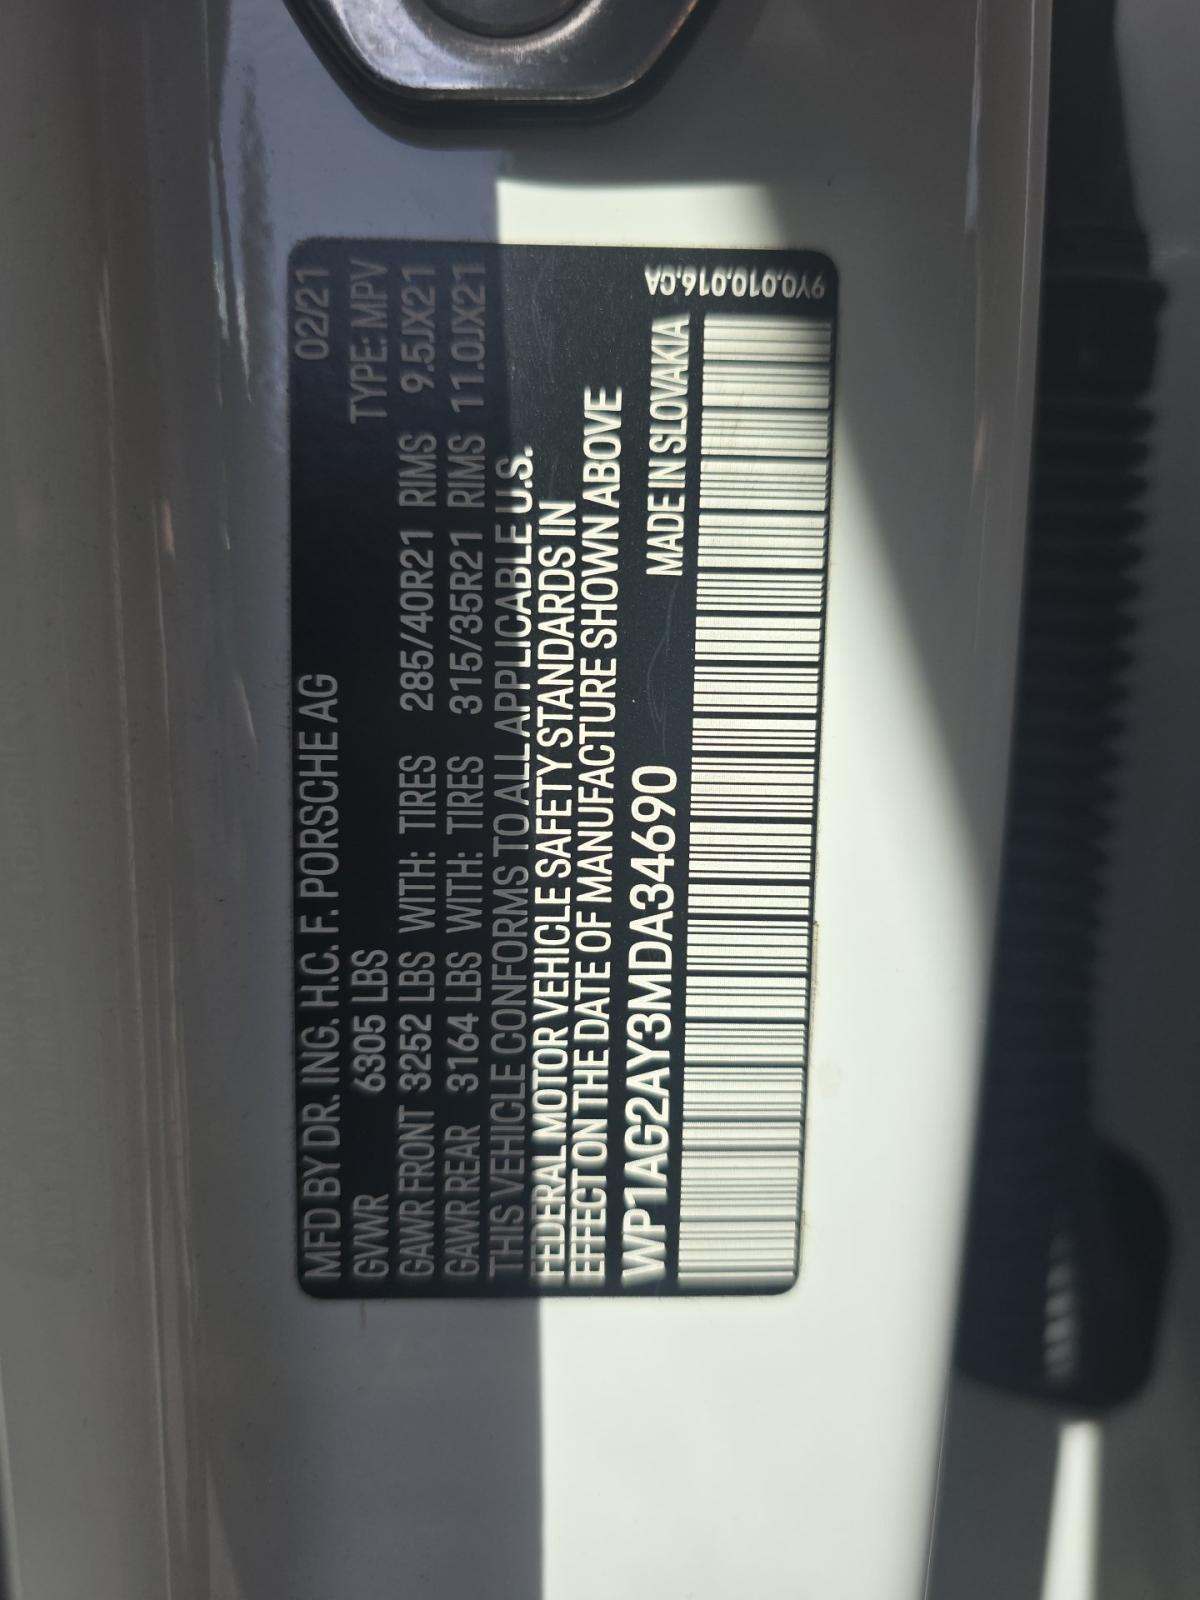 MFD BY DR. ING. H.C. F. PORSCHE AG 02/21
GVWR 6305 LBS TYPE: MPV
GAWR FRONT 3252 LBS WITH: TIRES 285/40R21 RIMS 9.5JX21
GAWR REAR 3164 LBS WITH: TIRES 315/35R21 RIMS 11.0JX21
THIS VEHICLE CONFORMS TO ALL APPLICABLE U.S.
FEDERAL MOTOR VEHICLE SAFETY STANDARDS IN
EFFECT ON THE DATE OF MANUFACTURE SHOWN ABOVE
WP1AG2AY3MDA34690 MADE IN SLOVAKIA
9Y0.010.016.CA